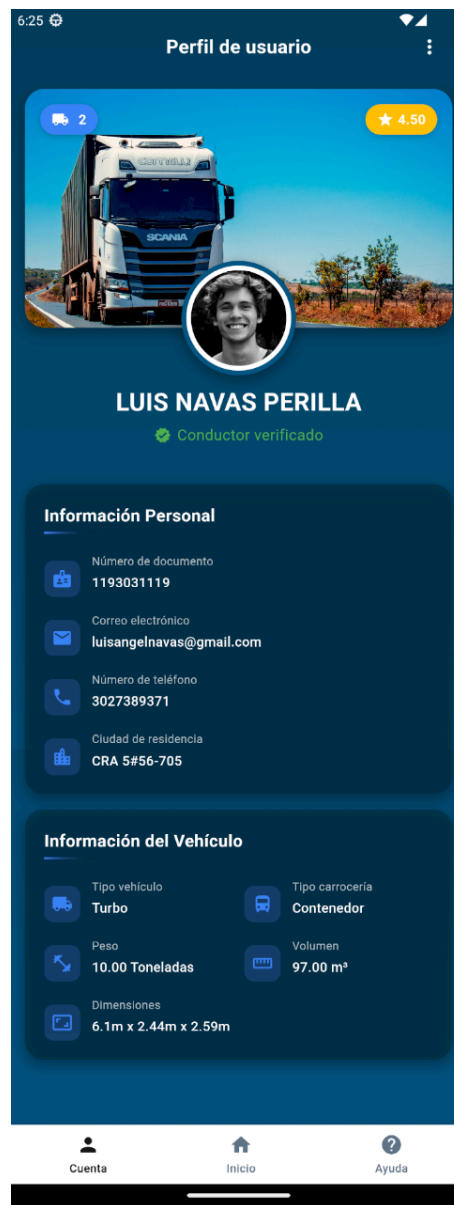 6:25
Perfil de usuario
2
4.50
SCANIA
LUIS NAVAS PERILLA
Conductor verificado
Información Personal
Número de documento
1193031119
Correo electrónico
luisangelnavas@gmail.com
Número de teléfono
3027389371
Ciudad de residencia
CRA 5#56-705
Información del Vehículo
Tipo vehículo
Turbo
Tipo carrocería
Contenedor
Peso
10.00 Toneladas
Volumen
97.00 m³
Dimensiones
6.1m x 2.44m x 2.59m
Cuenta
Inicio
Ayuda